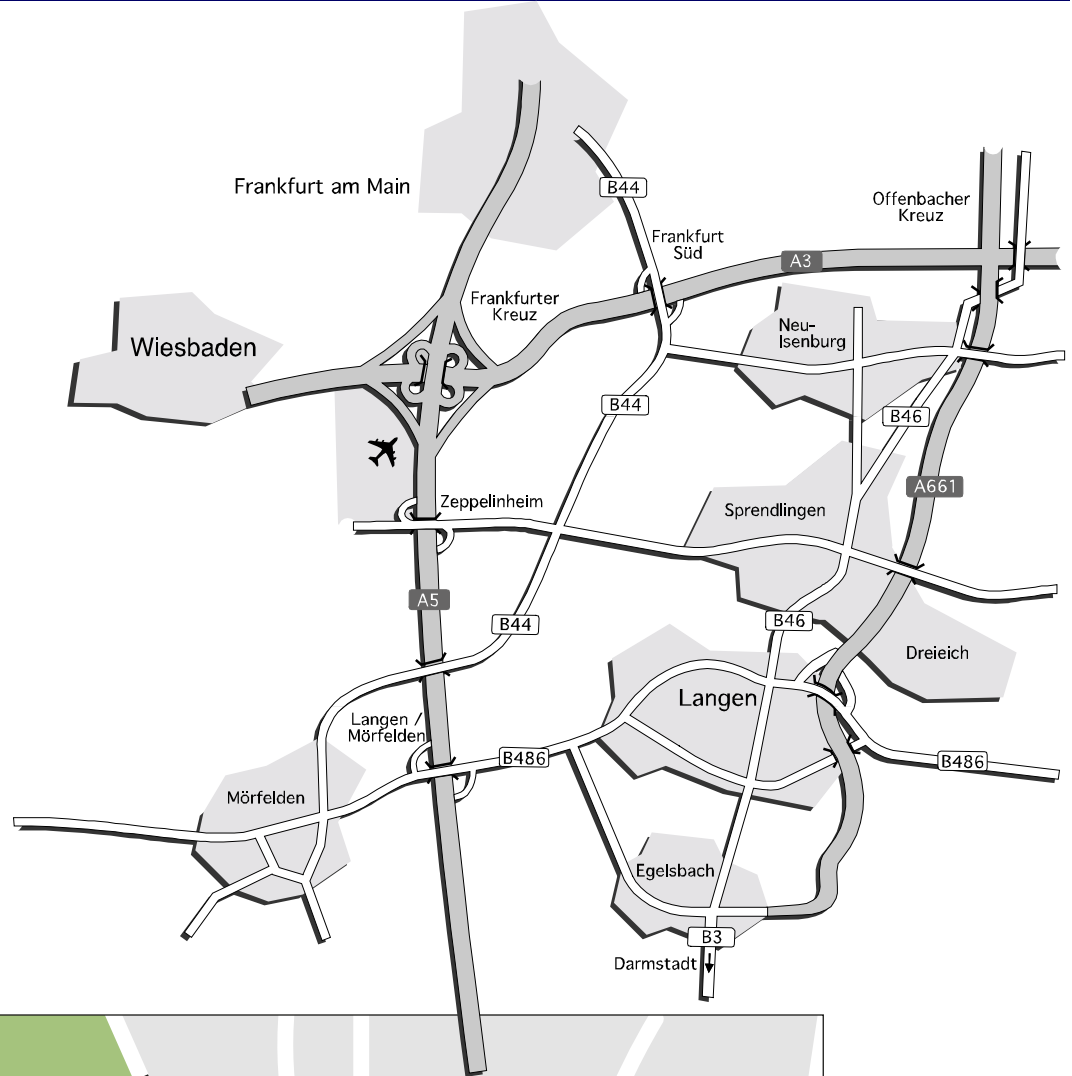 Frankfurt am Main
B44
Offenbacher
Kreuz
Frankfurt
Süd
A3
Frankfurter
Kreuz
Wiesbaden
Neu-
Isenburg
B44
B46
A661
Zeppelinheim
Sprendlingen
A5
B44
B46
Dreieich
Langen
Langen /
Mörfelden
B486
B486
Mörfelden
Egelsbach
B3
Darmstadt